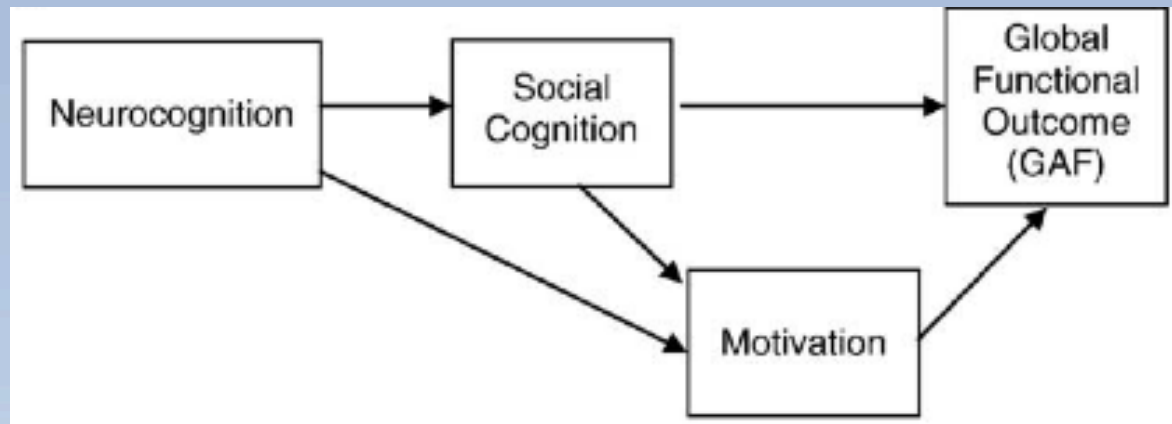 Neurocognition
Social
Cognition
Global
Functional
Outcome
(GAF)
Motivation